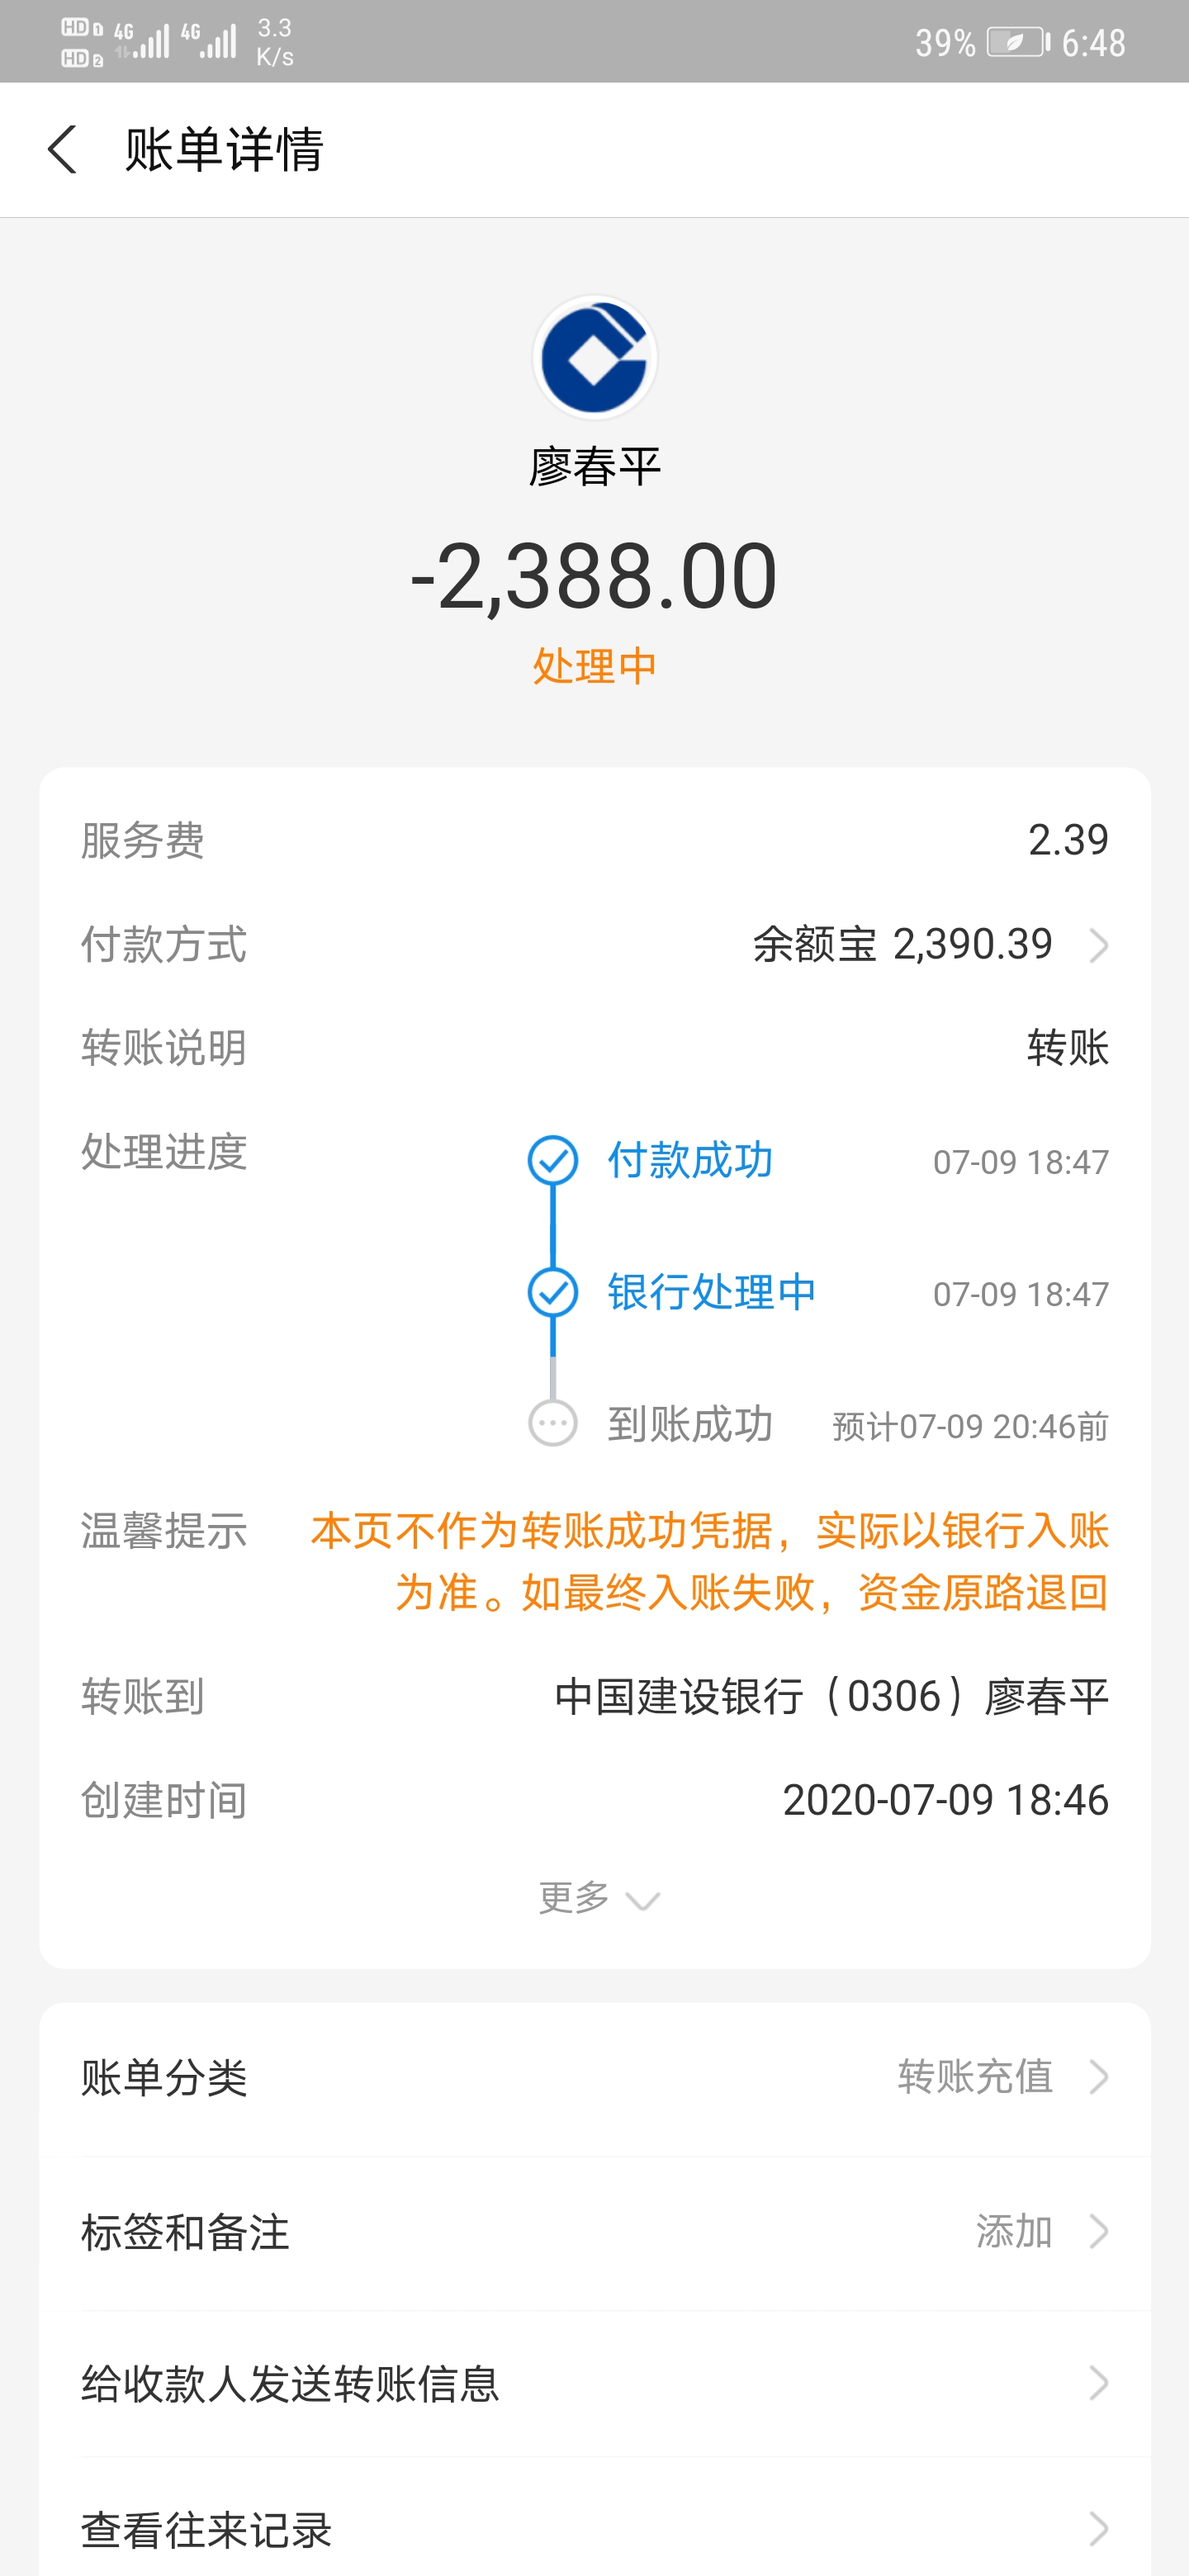 HD 1 4G 4G 3.3
HD 2 K/s 39% 6:48
账单详情
廖春平
-2,388.00
处理中
服务费 2.39
付款方式 余额宝 2,390.39
转账说明 转账
处理进度 付款成功 07-09 18:47
银行处理中 07-09 18:47
到账成功 预计07-09 20:46前
温馨提示 本页不作为转账成功凭据，实际以银行入账
为准。如最终入账失败，资金原路退回
转账到 中国建设银行（0306）廖春平
创建时间 2020-07-09 18:46
更多
账单分类 转账充值
标签和备注 添加
给收款人发送转账信息
查看往来记录